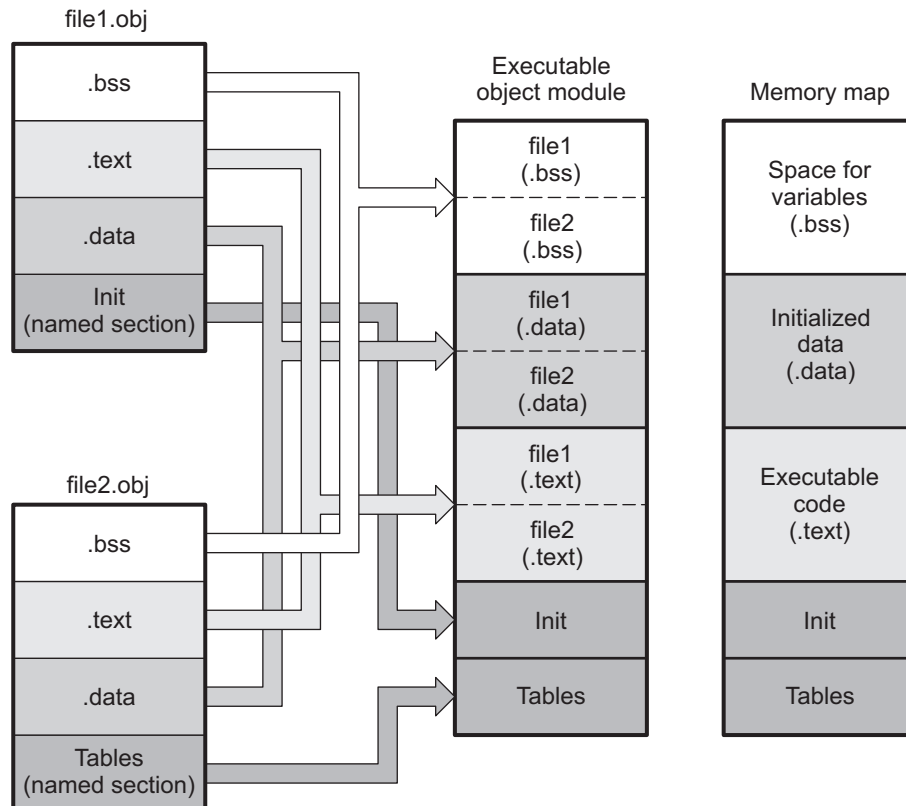 file1.obj
.bss
.text
.data
Init
(named section)
file2.obj
.bss
.text
.data
Tables
(named section)
Executable
object module
file1
(.bss)
file2
(.bss)
file1
(.data)
file2
(.data)
file1
(.text)
file2
(.text)
Init
Tables
Memory map
Space for
variables
(.bss)
Initialized
data
(.data)
Executable
code
(.text)
Init
Tables